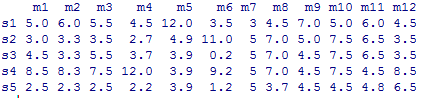 m1 m2 m3 m4 m5 m6 m7 m8 m9 m10 m11 m12
s1 5.0 6.0 5.5 4.5 12.0 3.5 3 4.5 7.0 5.0 6.0 4.5
s2 3.0 3.3 3.5 2.7 4.9 11.0 5 7.0 5.0 7.5 6.5 3.5
s3 4.5 3.3 5.5 3.7 3.9 0.2 5 7.0 4.5 7.5 6.5 3.5
s4 8.5 8.3 7.5 12.0 3.9 9.2 5 7.0 4.5 7.5 4.5 8.5
s5 2.5 2.3 2.5 2.2 3.9 1.2 5 3.7 4.5 4.5 4.8 6.5